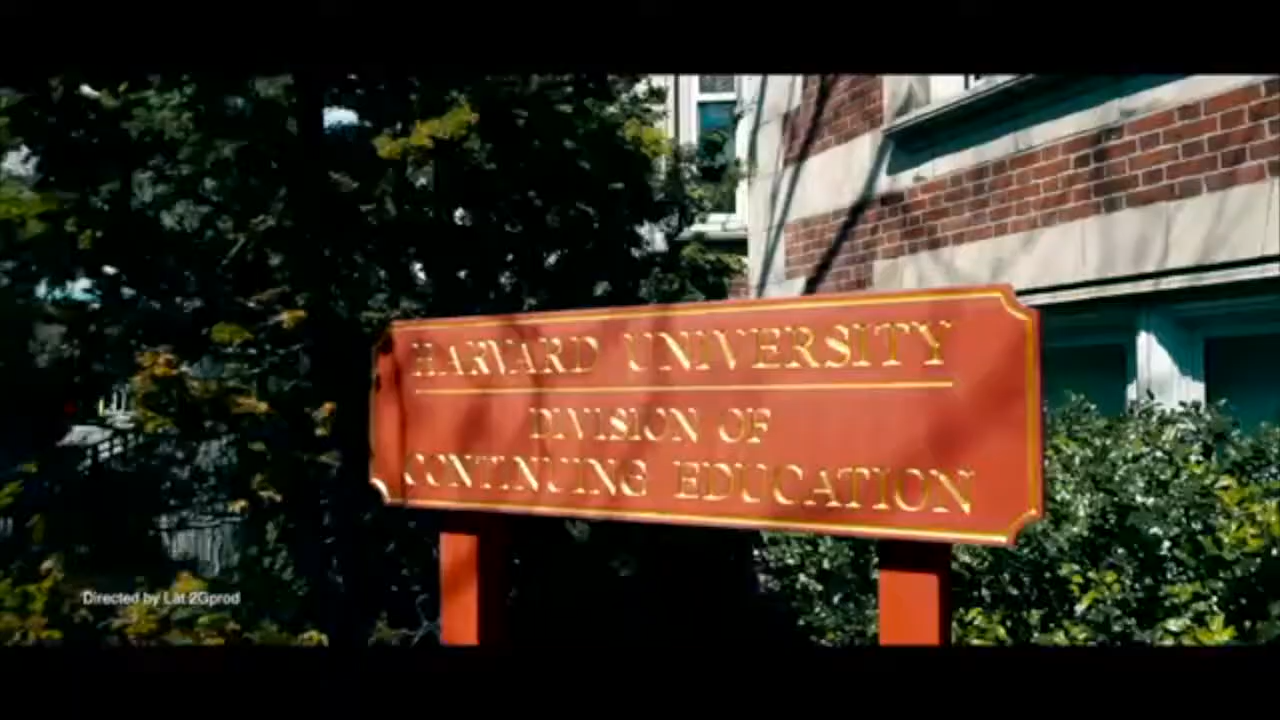 HARVARD UNIVERSITY
DIVISION OF
CONTINUING EDUCATION
Directed by Lat 2Gprod